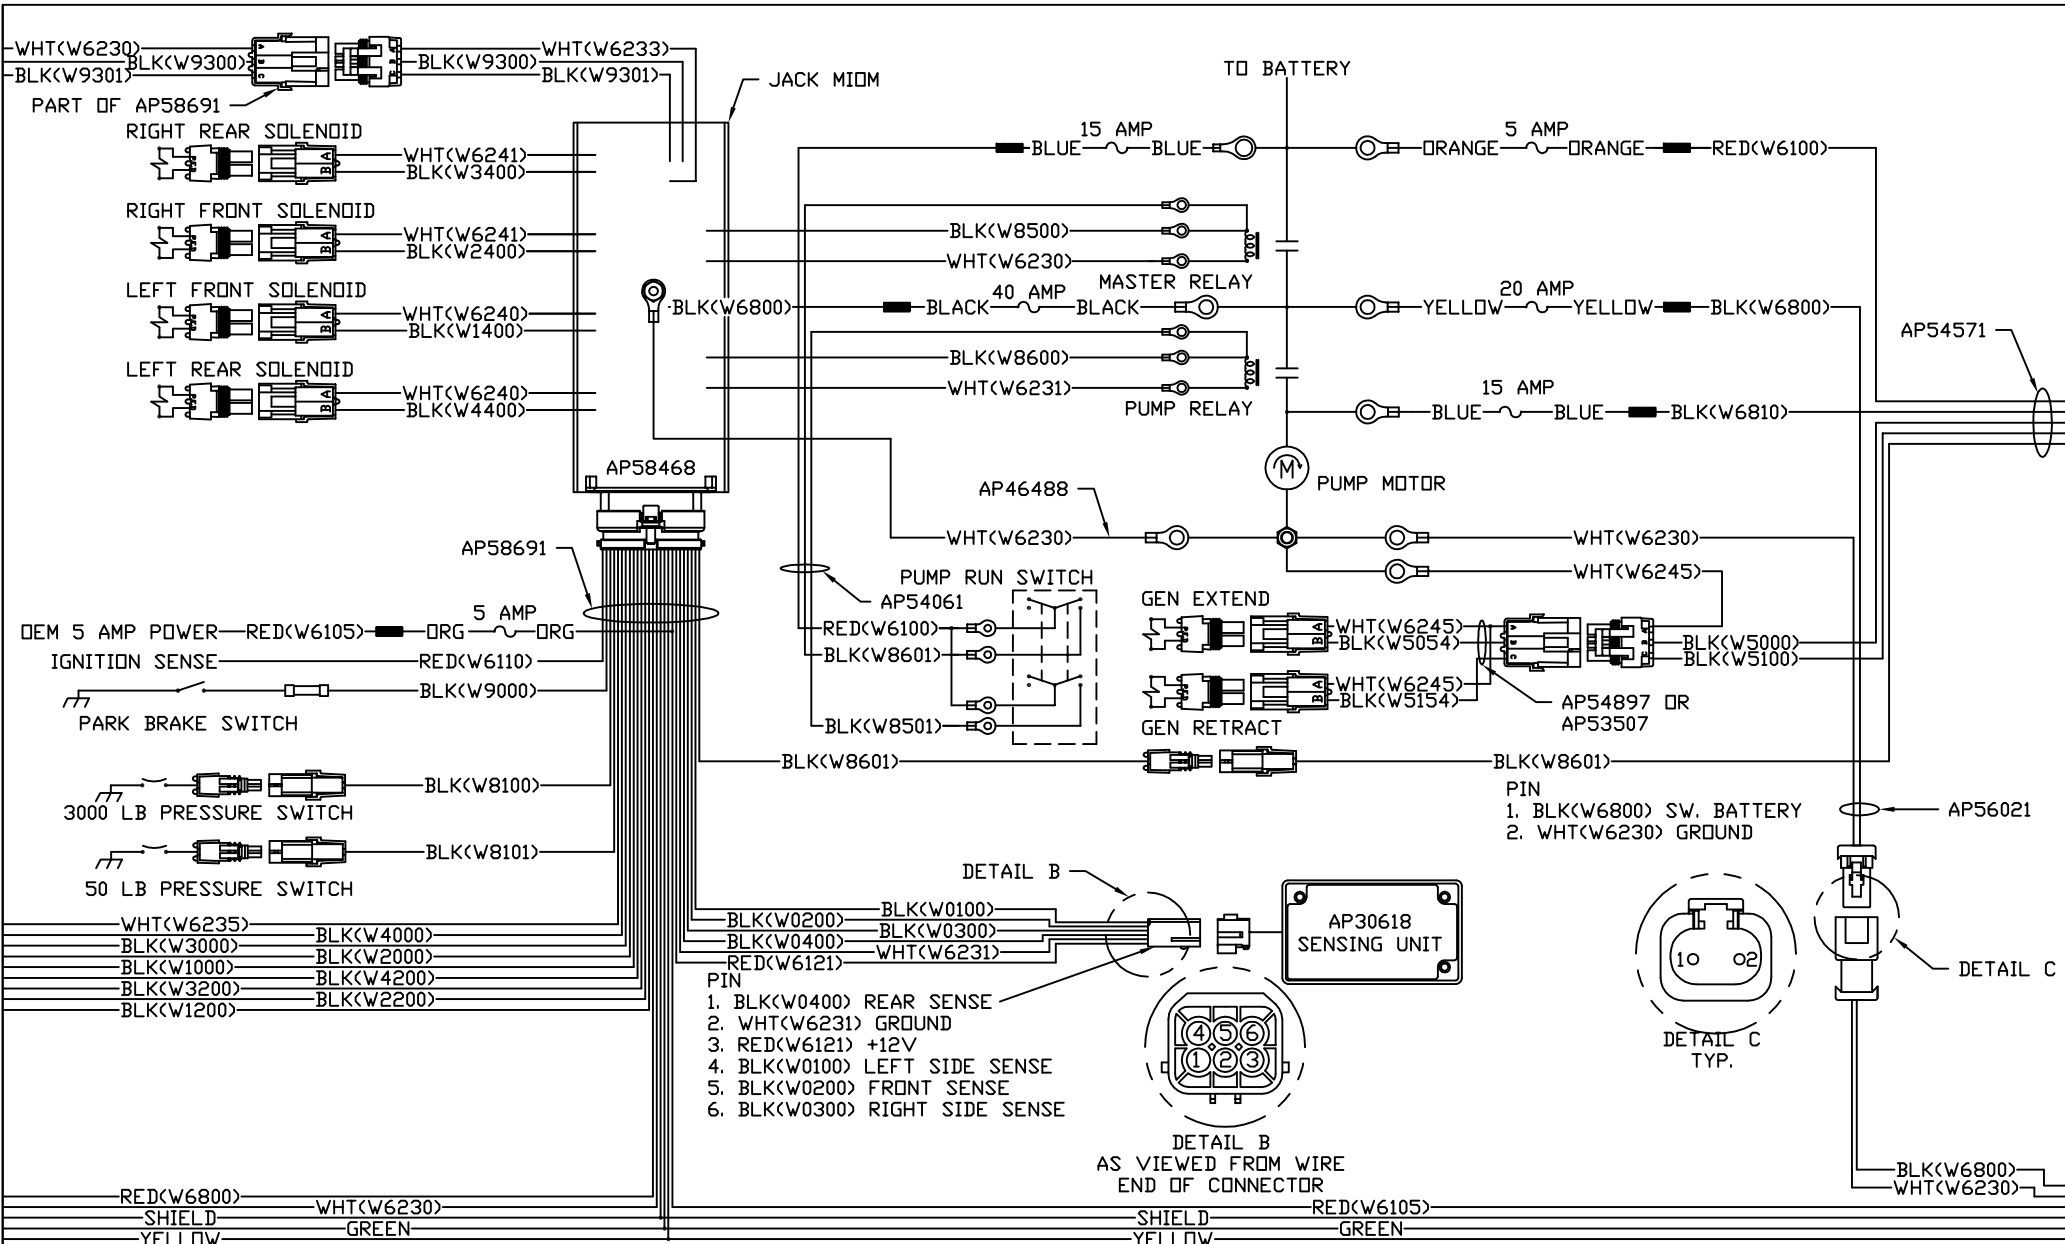 WHT(W6230)
BLK(W9300)
BLK(W9301)
A
B
C
WHT(W6233)
BLK(W9300)
BLK(W9301)
PART OF AP58691
JACK MIOM
TO BATTERY
RIGHT REAR SOLENOID
A
B
WHT(W6241)
BLK(W3400)
RIGHT FRONT SOLENOID
A
B
WHT(W6241)
BLK(W2400)
LEFT FRONT SOLENOID
A
B
WHT(W6240)
BLK(W1400)
LEFT REAR SOLENOID
A
B
WHT(W6240)
BLK(W4400)
AP58468
15 AMP
BLUE
BLUE
5 AMP
ORANGE
ORANGE
RED(W6100)
BLK(W8500)
WHT(W6230)
MASTER RELAY
BLK(W6800)
40 AMP
BLACK
BLACK
20 AMP
YELLOW
YELLOW
BLK(W6800)
BLK(W8600)
WHT(W6231)
PUMP RELAY
15 AMP
BLUE
BLUE
BLK(W6810)
AP54571
M
PUMP MOTOR
AP46488
WHT(W6230)
WHT(W6230)
WHT(W6245)
AP58691
AP54061
PUMP RUN SWITCH
RED(W6100)
BLK(W8601)
BLK(W8501)
OEM 5 AMP POWER
RED(W6105)
ORG
5 AMP
ORG
IGNITION SENSE
RED(W6110)
BLK(W9000)
PARK BRAKE SWITCH
GEN EXTEND
A
B
WHT(W6245)
BLK(W5054)
A
B
C
BLK(W5000)
BLK(W5100)
A
B
WHT(W6245)
BLK(W5154)
GEN RETRACT
AP54897 OR
AP53507
BLK(W8601)
BLK(W8601)
BLK(W8100)
3000 LB PRESSURE SWITCH
BLK(W8101)
50 LB PRESSURE SWITCH
PIN
1. BLK(W6800) SW. BATTERY
2. WHT(W6230) GROUND
AP56021
DETAIL B
AP30618
SENSING UNIT
BLK(W0100)
BLK(W0200)
BLK(W0300)
BLK(W0400)
WHT(W6231)
RED(W6121)
WHT(W6235)
BLK(W4000)
BLK(W3000)
BLK(W2000)
BLK(W1000)
BLK(W4200)
BLK(W3200)
BLK(W2200)
BLK(W1200)
PIN
1. BLK(W0400) REAR SENSE
2. WHT(W6231) GROUND
3. RED(W6121) +12V
4. BLK(W0100) LEFT SIDE SENSE
5. BLK(W0200) FRONT SENSE
6. BLK(W0300) RIGHT SIDE SENSE
4 5 6
1 2 3
DETAIL B
AS VIEWED FROM WIRE
END OF CONNECTOR
1 2
DETAIL C
TYP.
DETAIL C
BLK(W6800)
WHT(W6230)
RED(W6800)
WHT(W6230)
RED(W6105)
SHIELD
SHIELD
GREEN
GREEN
YELLOW
YELLOW